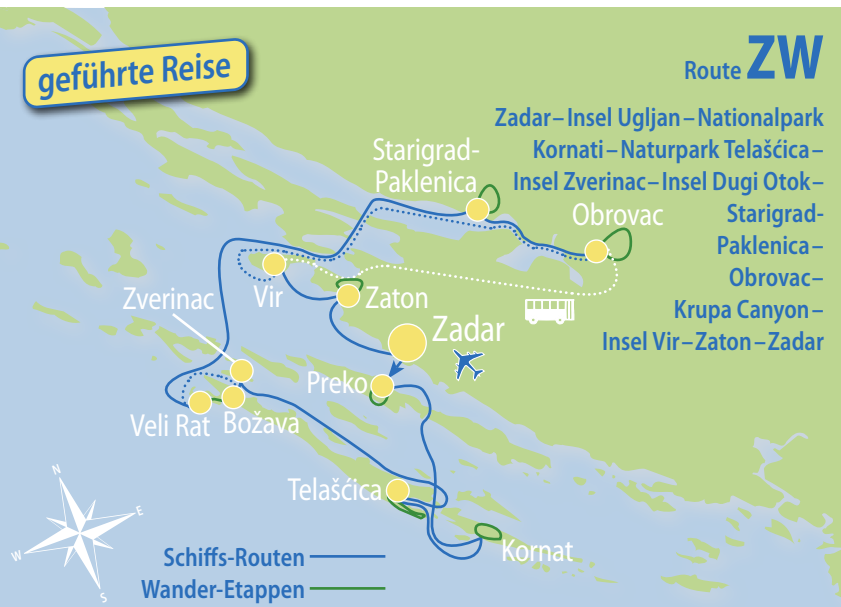 geführte Reise
Route ZW
Zadar – Insel Ugljan – Nationalpark
Kornati – Naturpark Telašćica –
Insel Zverinac – Insel Dugi Otok –
Starigrad-
Paklenica –
Obrovac –
Krupa Canyon –
Insel Vir – Zaton – Zadar
Starigrad-
Paklenica
Obrovac
Vir
Zaton
Zverinac
Zadar
Preko
Veli Rat
Božava
Telašćica
Kornat
N
E
W
S
Schiffs-Routen
Wander-Etappen